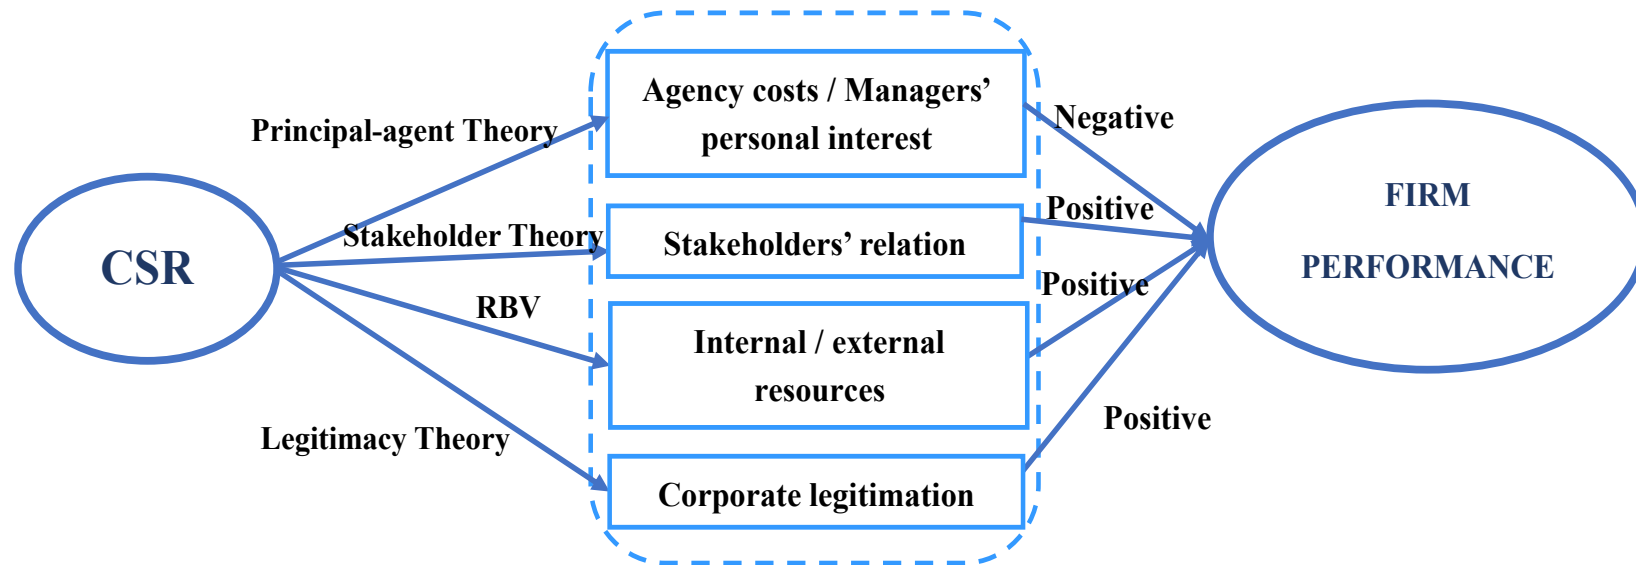 CSR
Principal-agent Theory
Stakeholder Theory
RBV
Legitimacy Theory
Agency costs / Managers’
personal interest
Stakeholders’ relation
Internal / external
resources
Corporate legitimation
Negative
Positive
Positive
Positive
FIRM
PERFORMANCE